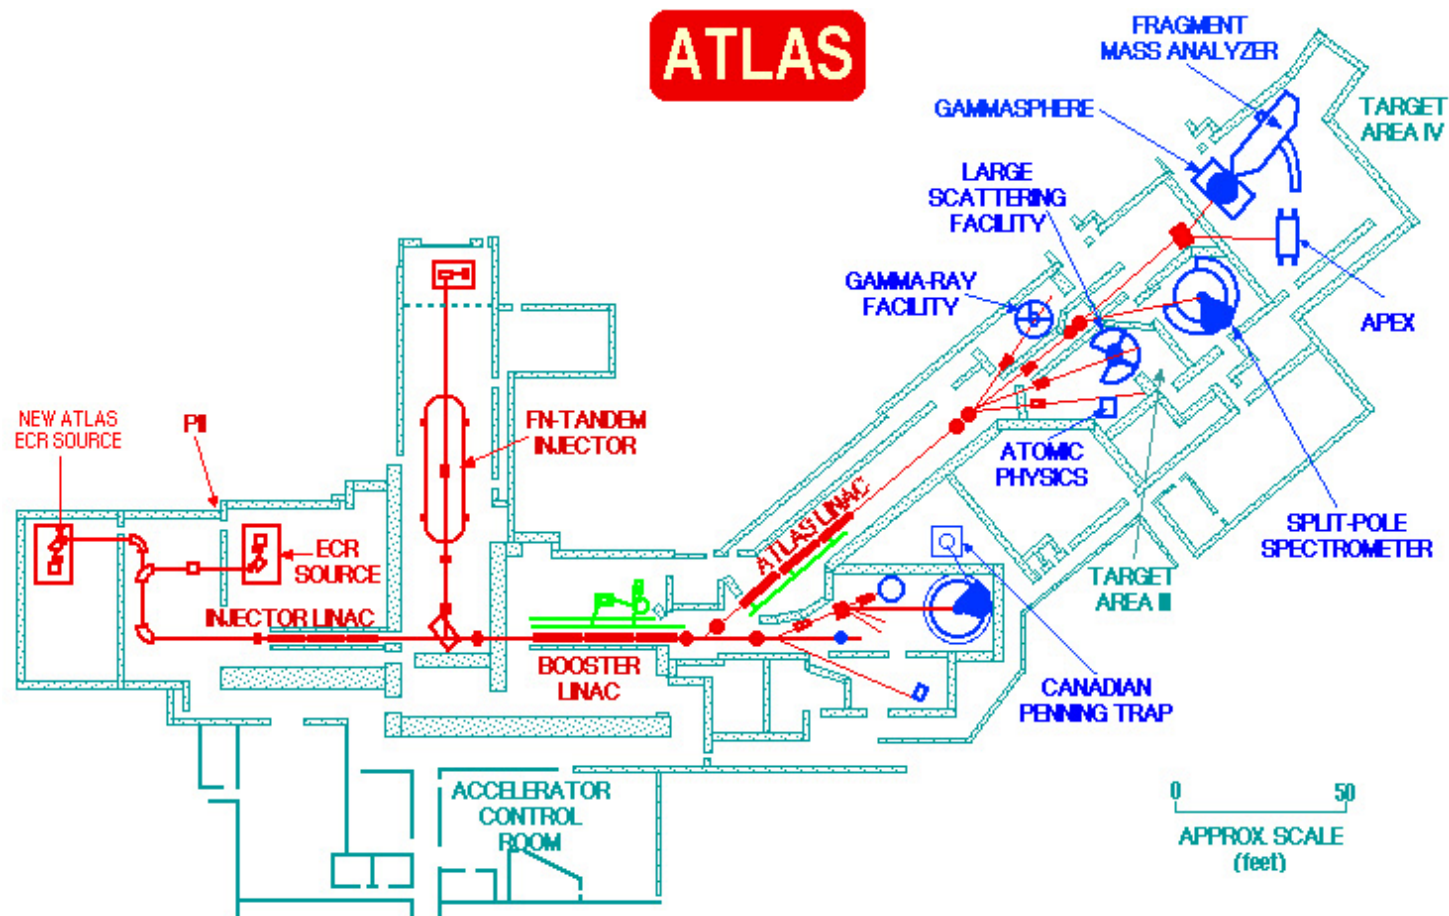 ATLAS
FRAGMENT
MASS ANALYZER
GAMMASPHERE
TARGET
AREA IV
LARGE
SCATTERING
FACILITY
GAMMA-RAY
FACILITY
APEX
NEW ATLAS
ECR SOURCE
PII
FN-TANDEM
INJECTOR
ATOMIC
PHYSICS
ATLAS LINAC
SPLIT-POLE
SPECTROMETER
ECR
SOURCE
TARGET
AREA III
INJECTOR LINAC
BOOSTER
LINAC
CANADIAN
PENNING TRAP
ACCELERATOR
CONTROL
ROOM
0 50
APPROX. SCALE
(feet)